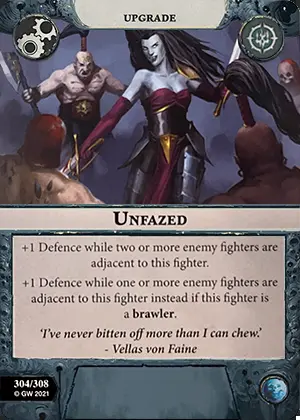 UPGRADE
UNFAZED
+1 Defence while two or more enemy fighters are
adjacent to this fighter.
+1 Defence while one or more enemy fighters are
adjacent to this fighter instead if this fighter is
a brawler.
‘I’ve never bitten off more than I can chew.’
- Vellas von Faine
304/308
© GW 2021